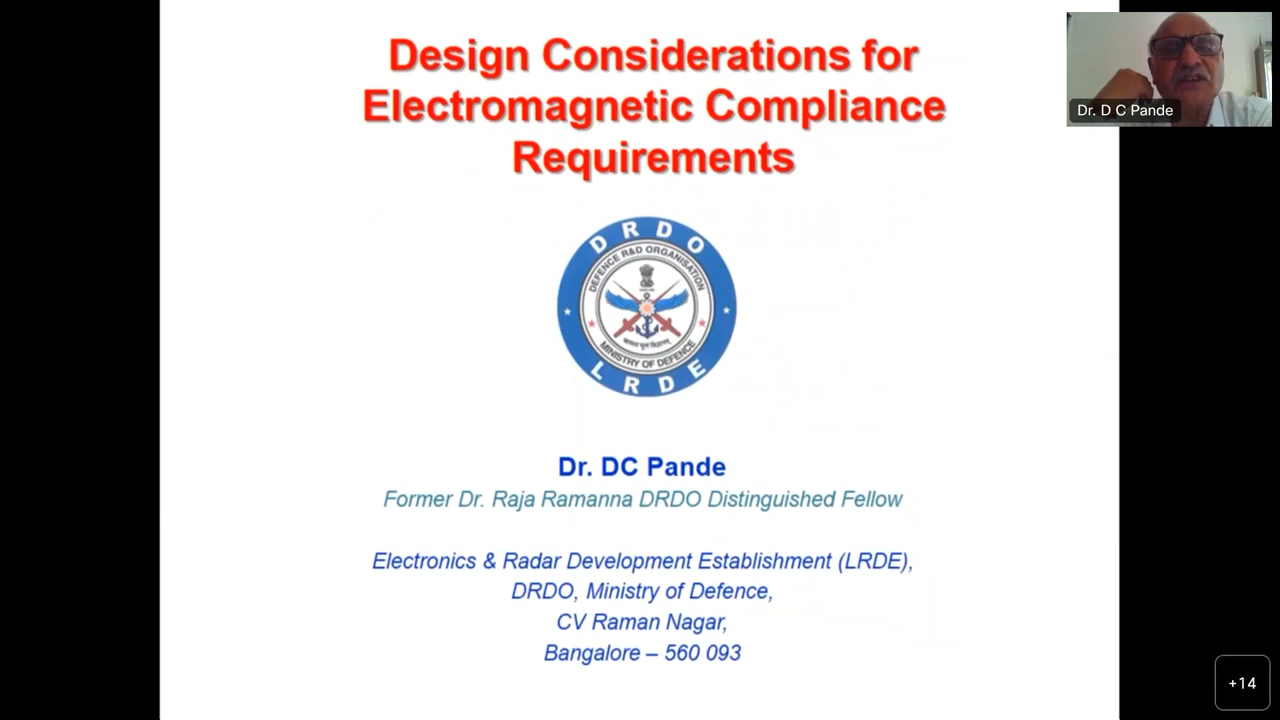 Design Considerations for
Electromagnetic Compliance
Requirements
Dr. D C Pande
DRDO
DEFENCE R&D ORGANISATION
MINISTRY OF DEFENCE
LRDE
Dr. DC Pande
Former Dr. Raja Ramanna DRDO Distinguished Fellow
Electronics & Radar Development Establishment (LRDE),
DRDO, Ministry of Defence,
CV Raman Nagar,
Bangalore – 560 093
+14